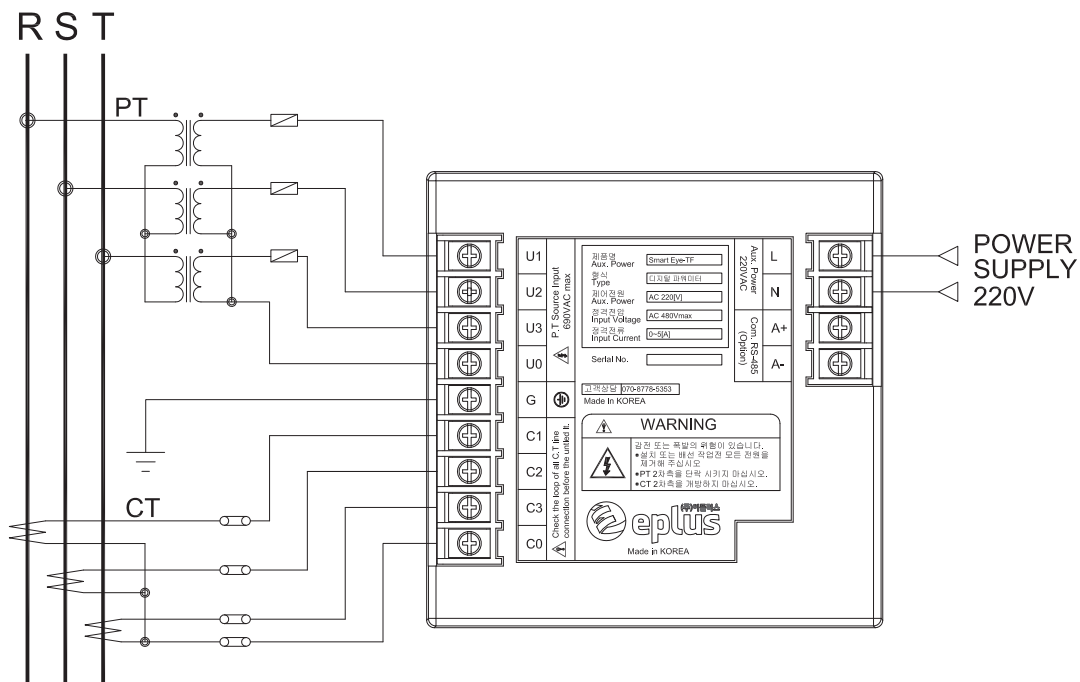 R S T
PT
CT
U1
U2
U3
U0
G
C1
C2
C3
C0
P.T Source Input
690VAC max
Check the loop of all C.T line
connection before the untied it.
제품명
Aux. Power
Smart Eye-TF
형식
Type
디지털 파워미터
제어전원
Aux. Power
AC 220[V]
정격전압
Input Voltage
AC 480Vmax
정격전류
Input Current
0~5[A]
Serial No.
고객상담 070-8778-5353
Made In KOREA
WARNING
감전 또는 폭발의 위험이 있습니다.
•설치 또는 배선 작업전 모든 전원을
제거해 주십시오
•PT 2차측을 단락 시키지 마십시오.
•CT 2차측을 개방하지 마십시오.
(주)이플러스
eplus
Made in KOREA
Aux. Power
220VAC
Com. RS-485
(Option)
L
N
A+
A-
POWER
SUPPLY
220V